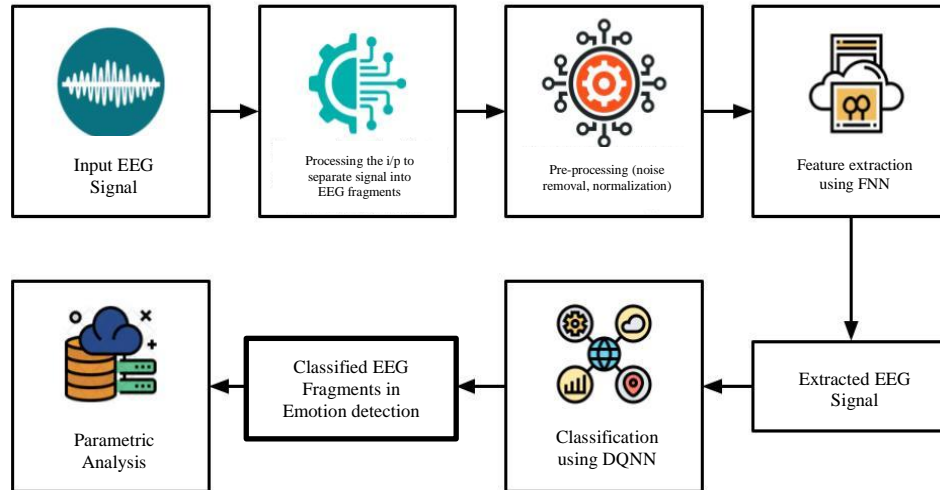 Input EEG
Signal
Processing the i/p to
separate signal into
EEG fragments
Pre-processing (noise
removal, normalization)
Feature extraction
using FNN
Extracted EEG
Signal
Classification
using DQNN
Classified EEG
Fragments in
Emotion detection
Parametric
Analysis